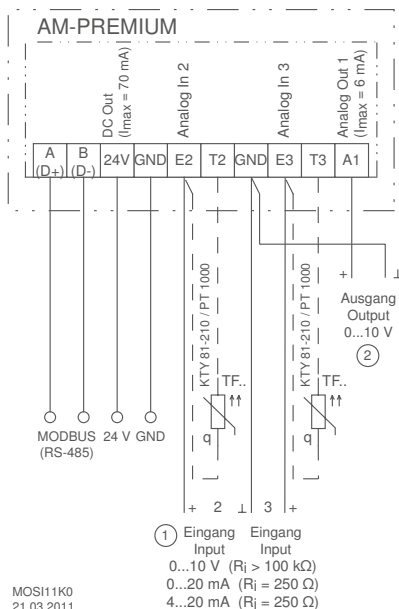 AM-PREMIUM
DC Out
(Imax = 70 mA)
Analog In 2
Analog In 3
Analog Out 1
(Imax = 6 mA)
A
(D+)
B
(D-)
24V
GND
E2
T2
GND
E3
T3
A1
KTY 81-210 / PT 1000
KTY 81-210 / PT 1000
+ ⊥
Ausgang
Output
0...10 V
2
TF..
TF..
q
q
MODBUS
(RS-485)
24 V
GND
+ 2 ⊥ 3 +
1
Eingang
Input
Eingang
Input
0...10 V (Ri > 100 kΩ)
0...20 mA (Ri = 250 Ω)
4...20 mA (Ri = 250 Ω)
MOSI11K0
21.03.2011